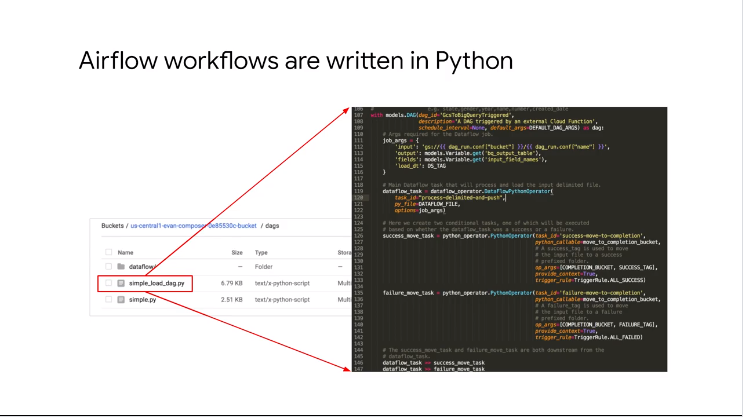 Airflow workflows are written in Python
Buckets / us-central1-evan-composer-0e85530c-bucket / dags
Name Size Type
dataflow/ — Folder —
simple_load_dag.py 6.79 KB text/x-python-script
simple.py 2.51 KB text/x-python-script
106 # e.g. state,gender,year,name,number,created_date
107 with models.DAG(dag_id='GcsToBigQueryTriggered',
108 description='A DAG triggered by an external Cloud Function',
109 schedule_interval=None, default_args=DEFAULT_DAG_ARGS) as dag:
110 # Args required for the Dataflow job.
111 job_args = {
112 'input': 'gs://{{ dag_run.conf["bucket"] }}/{{ dag_run.conf["name"] }}',
113 'output': models.Variable.get('bq_output_table'),
114 'fields': models.Variable.get('input_field_names'),
115 'load_dt': DS_TAG
116 }
117
118 # Main Dataflow task that will process and load the input delimited file.
119 dataflow_task = dataflow_operator.DataFlowPythonOperator(
120 task_id="process-delimited-and-push",
121 py_file=DATAFLOW_FILE,
122 options=job_args)
123
124 # Here we create two conditional tasks, one of which will be executed
125 # based on whether the dataflow_task was a success or a failure.
126 success_move_task = python_operator.PythonOperator(task_id='success-move-to-completion',
127 python_callable=move_to_completion_bucket,
128 # A success_tag is used to move
129 # the input file to a success
130 # prefixed folder.
131 op_args=[COMPLETION_BUCKET, SUCCESS_TAG],
132 provide_context=True,
133 trigger_rule=TriggerRule.ALL_SUCCESS)
134
135 failure_move_task = python_operator.PythonOperator(task_id='failure-move-to-completion',
136 python_callable=move_to_completion_bucket,
137 # A failure_tag is used to move
138 # the input file to a failure
139 # prefixed folder.
140 op_args=[COMPLETION_BUCKET, FAILURE_TAG],
141 provide_context=True,
142 trigger_rule=TriggerRule.ALL_FAILED)
143
144 # The success_move_task and failure_move_task are both downstream from the
145 # dataflow_task.
146 dataflow_task >> success_move_task
147 dataflow_task >> failure_move_task